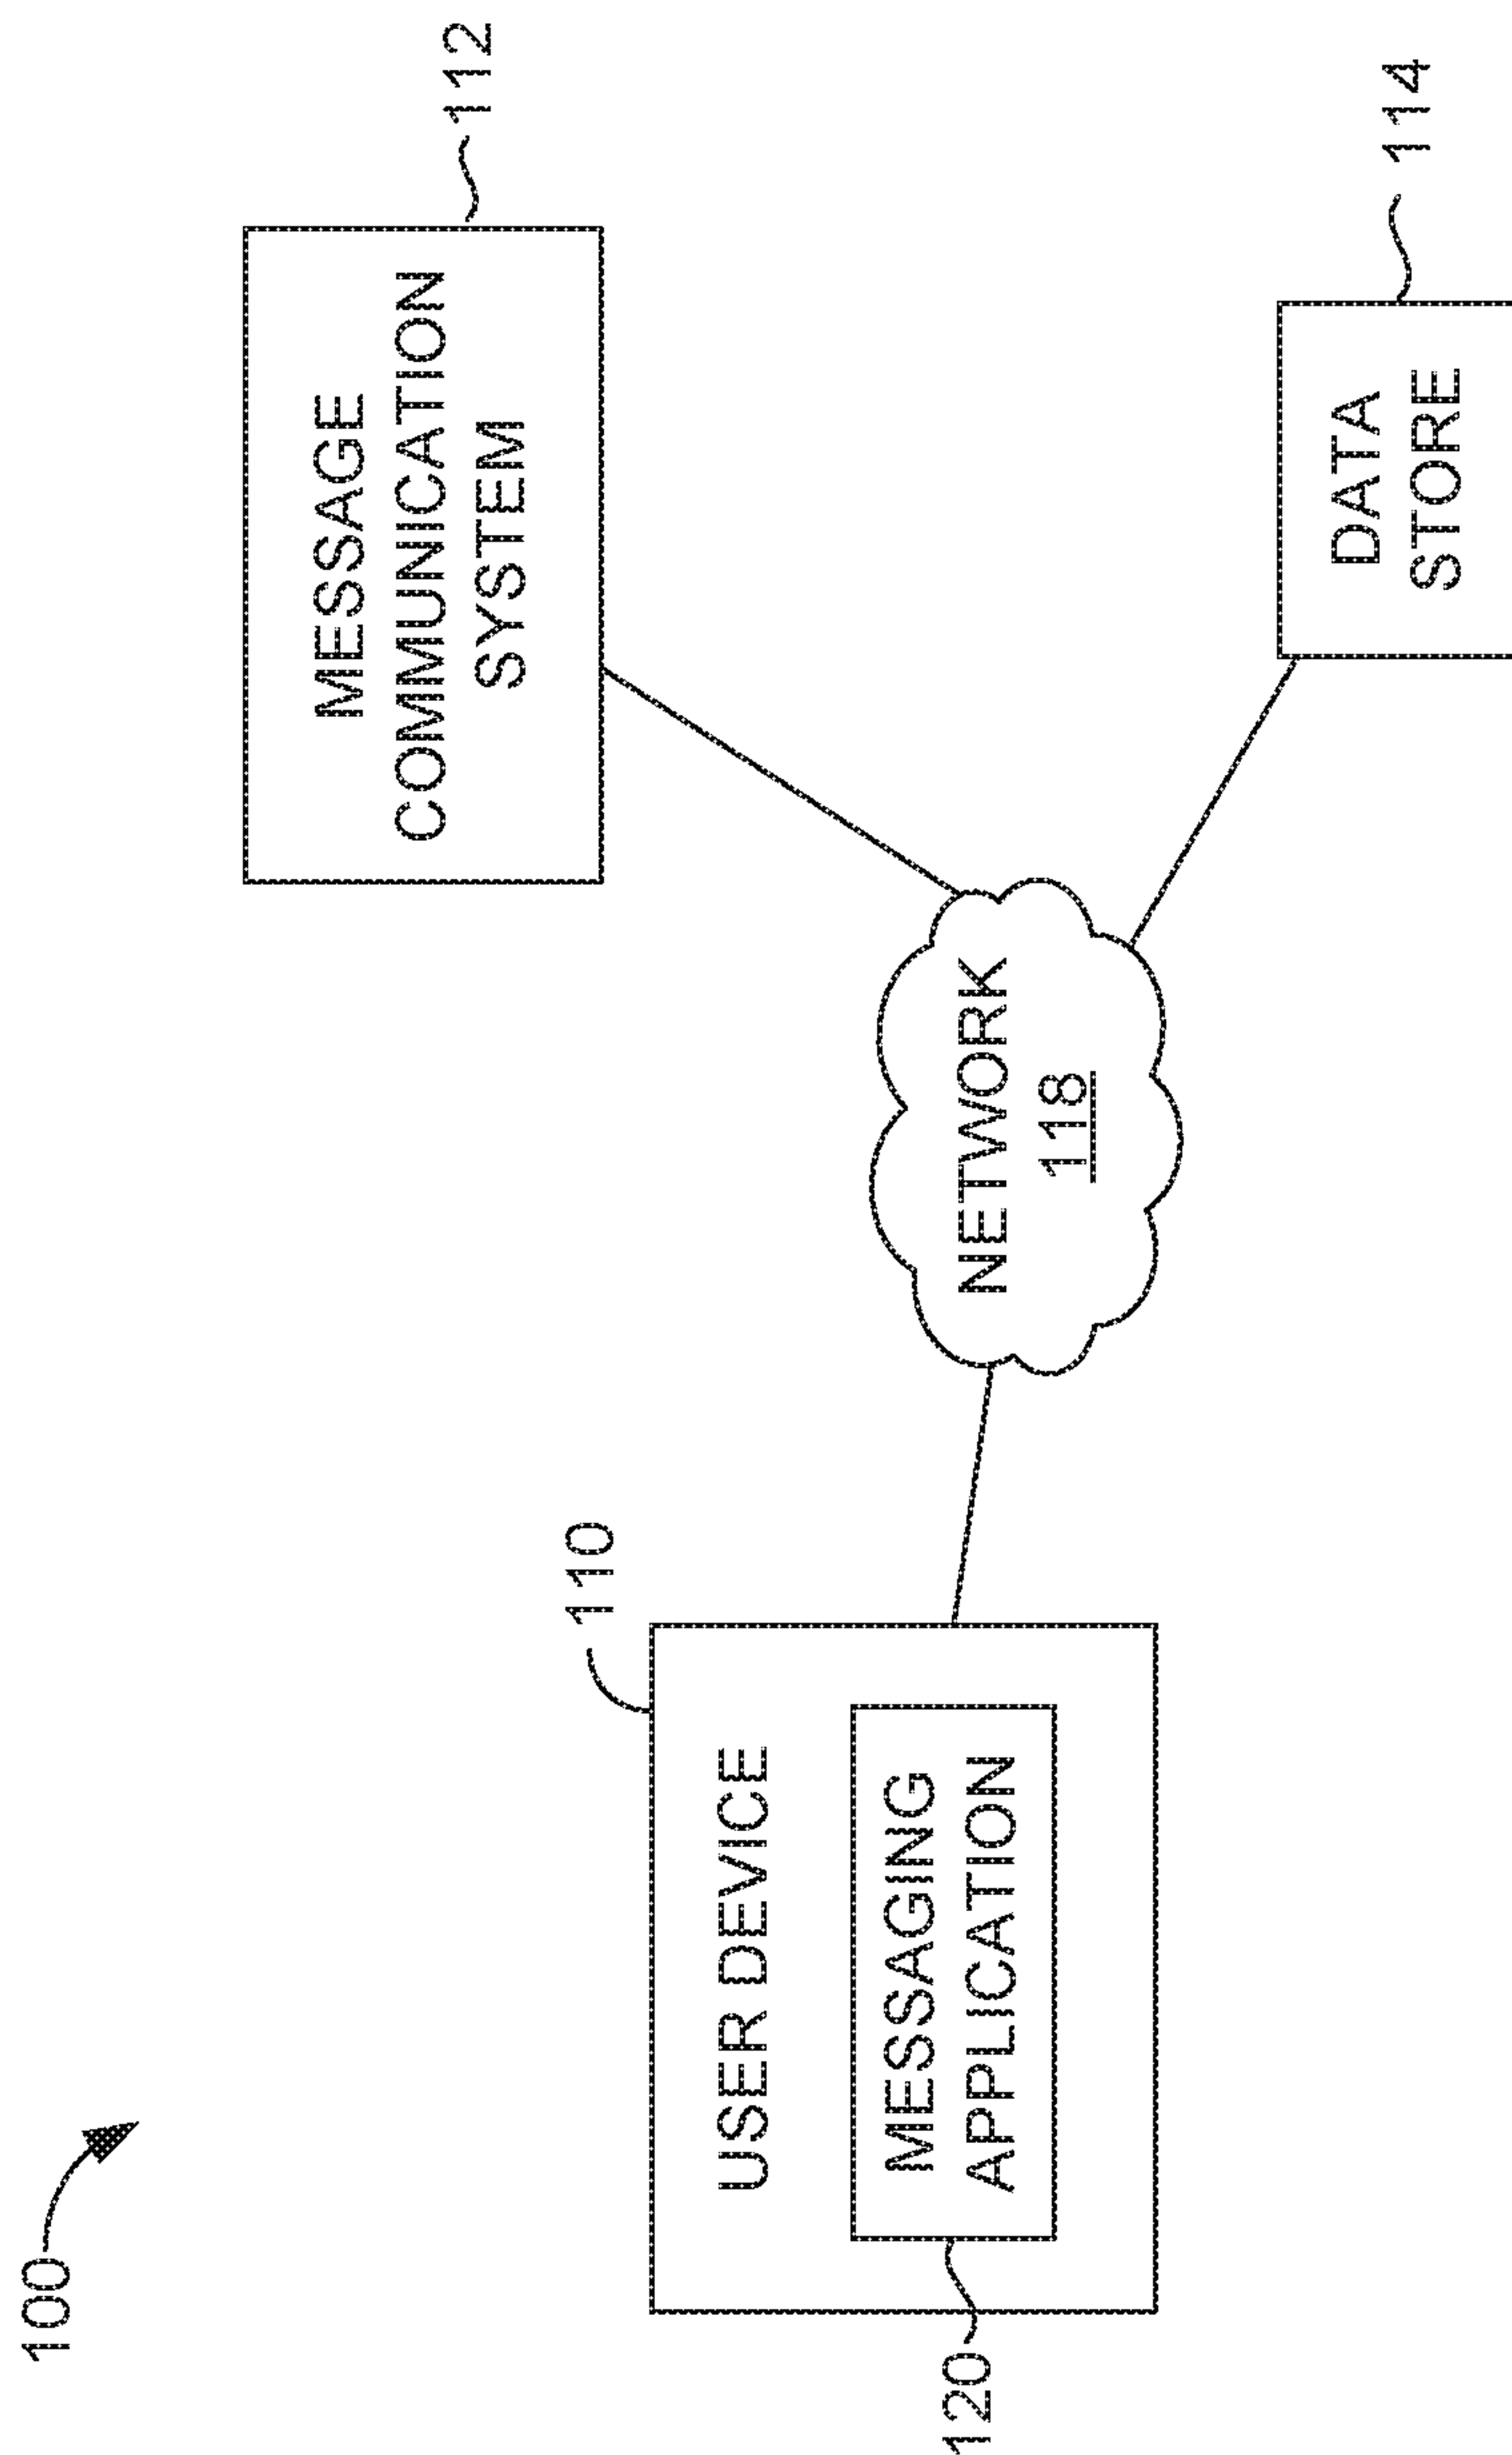 100
USER DEVICE
110
MESSAGING
APPLICATION
120
NETWORK
118
MESSAGE
COMMUNICATION
SYSTEM
112
DATA
STORE
114